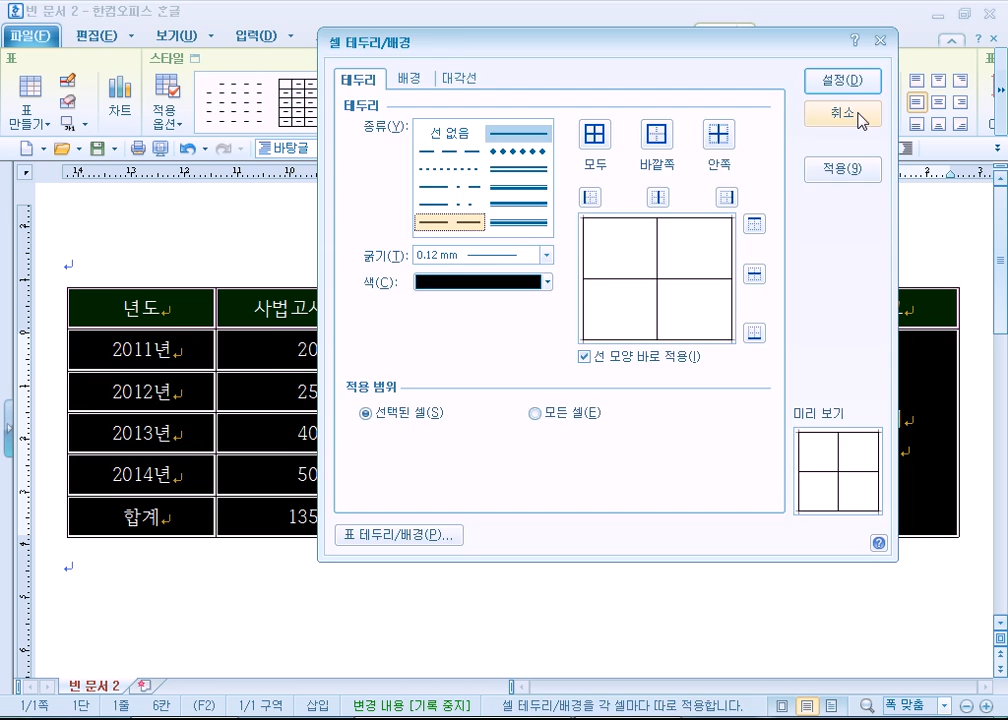 빈 문서 2 - 한컴오피스 한글
파일(F) 편집(E) 보기(U) 입력(D)
표 스타일 표
표 만들기 차트 적용 옵션
바탕글
14 13 12 11 10 2 3
셀 테두리/배경
테두리 배경 대각선
테두리
종류(Y): 선 없음
모두 바깥쪽 안쪽
굵기(T): 0.12 mm
색(C):
선 모양 바로 적용(I)
적용 범위
선택된 셀(S) 모든 셀(E)
표 테두리/배경(P)...
설정(D)
취소
적용(9)
미리 보기
년도 사법고시
2011년 20
2012년 25
2013년 40
2014년 50
합계 135
빈 문서 2
1/1쪽 1단 1줄 6칸 (F2) 1/1 구역 삽입 변경 내용 [기록 중지] 셀 테두리/배경을 각 셀마다 따로 적용합니다. 폭 맞춤